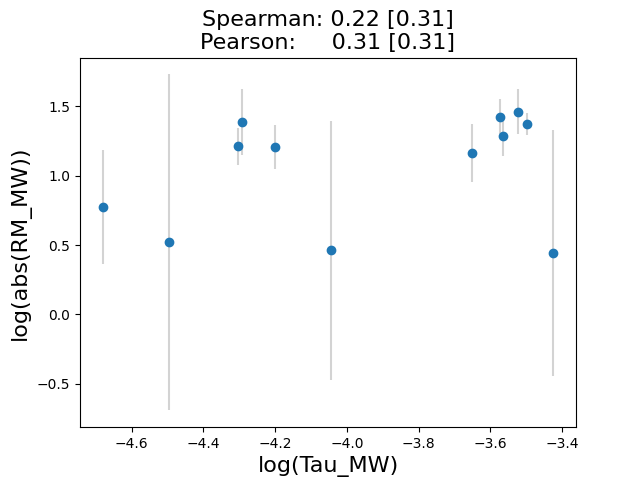 Spearman: 0.22 [0.31]
Pearson: 0.31 [0.31]
log(abs(RM_MW))
1.5
1.0
0.5
0.0
−0.5
−4.6 −4.4 −4.2 −4.0 −3.8 −3.6 −3.4
log(Tau_MW)